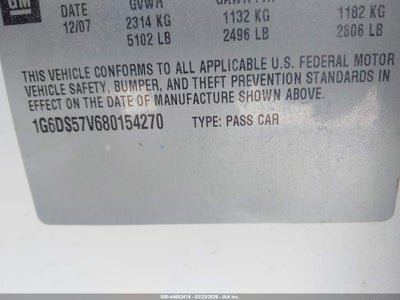 GM DATE GVWR GAWR FRT
12/07 2314 KG 1132 KG 1182 KG
5102 LB 2496 LB 2606 LB
THIS VEHICLE CONFORMS TO ALL APPLICABLE U.S. FEDERAL MOTOR
VEHICLE SAFETY, BUMPER, AND THEFT PREVENTION STANDARDS IN
EFFECT ON THE DATE OF MANUFACTURE SHOWN ABOVE.
1G6DS57V680154270 TYPE: PASS CAR